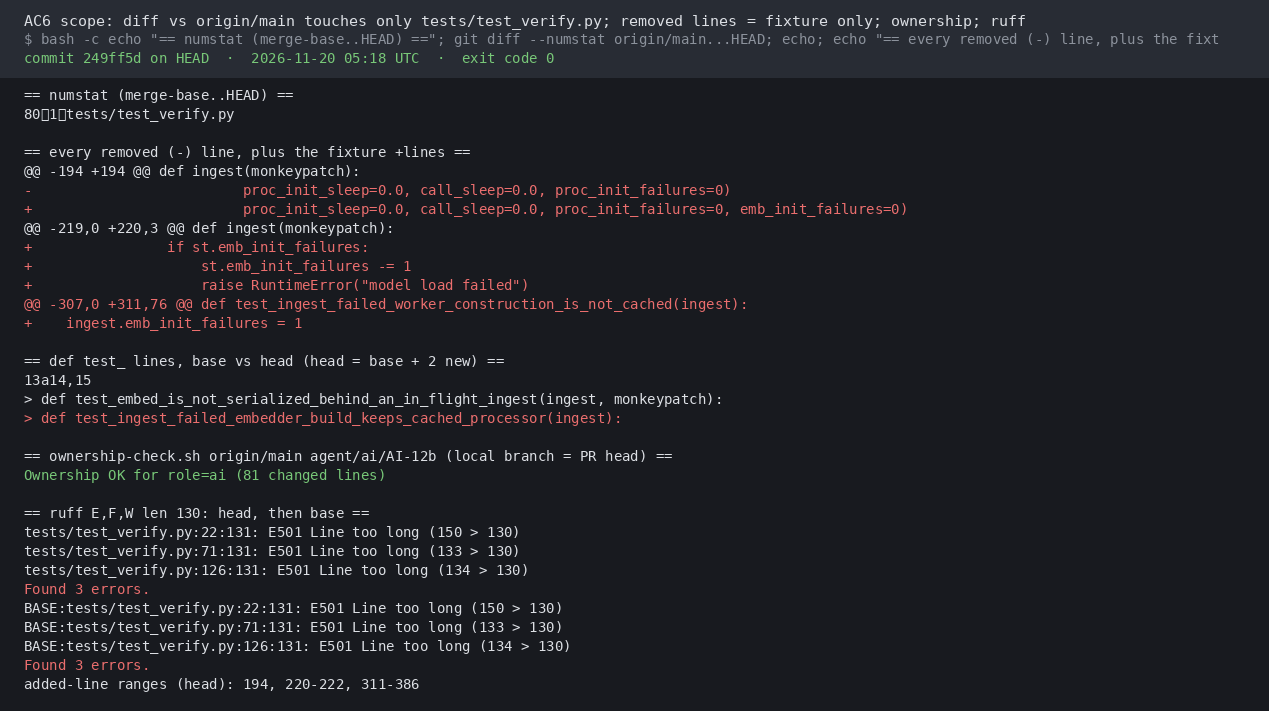 AC6 scope: diff vs origin/main touches only tests/test_verify.py; removed lines = fixture only; ownership; ruff
$ bash -c echo "== numstat (merge-base..HEAD) =="; git diff --numstat origin/main...HEAD; echo; echo "== every removed (-) line, plus the fixt
commit 249ff5d on HEAD · 2026-11-20 05:18 UTC · exit code 0
== numstat (merge-base..HEAD) ==
80□1□tests/test_verify.py
== every removed (-) line, plus the fixture +lines ==
@@ -194 +194 @@ def ingest(monkeypatch):
-                         proc_init_sleep=0.0, call_sleep=0.0, proc_init_failures=0)
+                         proc_init_sleep=0.0, call_sleep=0.0, proc_init_failures=0, emb_init_failures=0)
@@ -219,0 +220,3 @@ def ingest(monkeypatch):
+                if st.emb_init_failures:
+                    st.emb_init_failures -= 1
+                    raise RuntimeError("model load failed")
@@ -307,0 +311,76 @@ def test_ingest_failed_worker_construction_is_not_cached(ingest):
+    ingest.emb_init_failures = 1
== def test_ lines, base vs head (head = base + 2 new) ==
13a14,15
> def test_embed_is_not_serialized_behind_an_in_flight_ingest(ingest, monkeypatch):
> def test_ingest_failed_embedder_build_keeps_cached_processor(ingest):
== ownership-check.sh origin/main agent/ai/AI-12b (local branch = PR head) ==
Ownership OK for role=ai (81 changed lines)
== ruff E,F,W len 130: head, then base ==
tests/test_verify.py:22:131: E501 Line too long (150 > 130)
tests/test_verify.py:71:131: E501 Line too long (133 > 130)
tests/test_verify.py:126:131: E501 Line too long (134 > 130)
Found 3 errors.
BASE:tests/test_verify.py:22:131: E501 Line too long (150 > 130)
BASE:tests/test_verify.py:71:131: E501 Line too long (133 > 130)
BASE:tests/test_verify.py:126:131: E501 Line too long (134 > 130)
Found 3 errors.
added-line ranges (head): 194, 220-222, 311-386